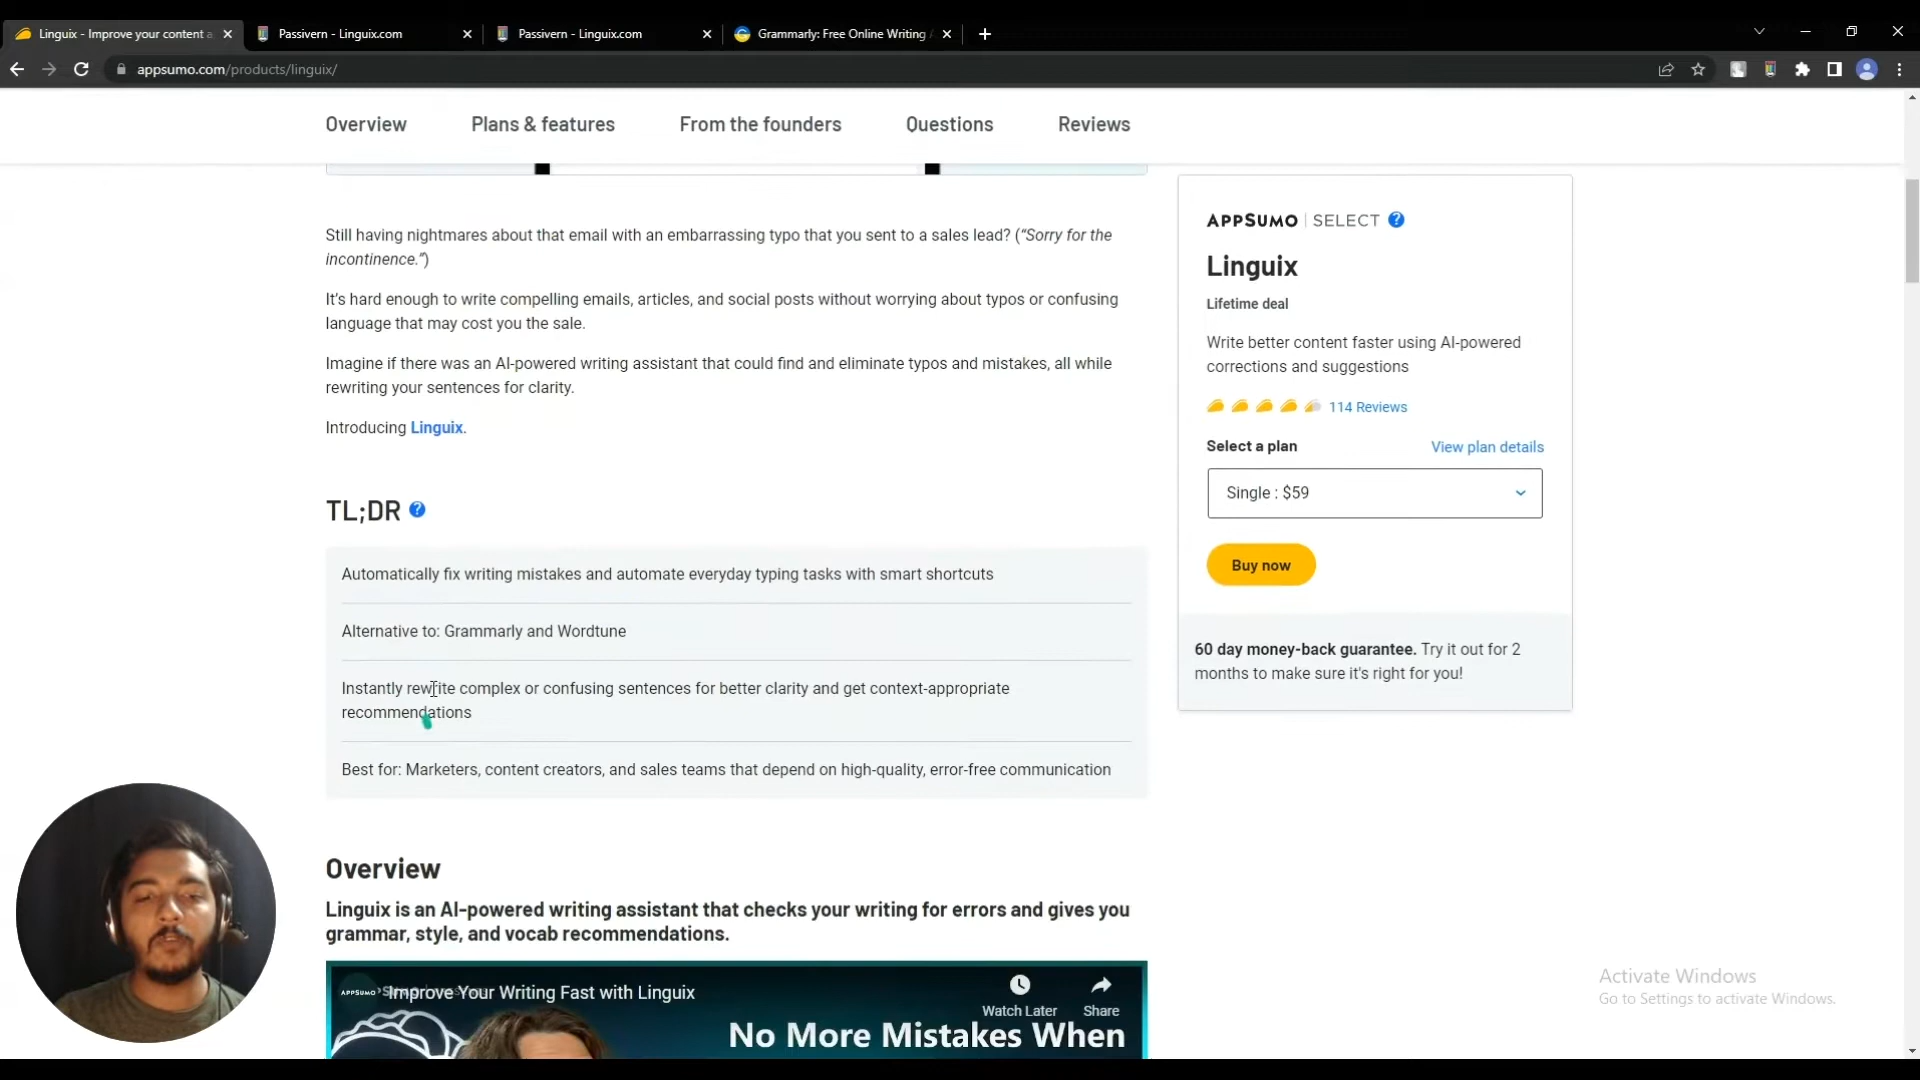 Linguix - Improve your content a
Passivern - Linguix.com
Passivern - Linguix.com
Grammarly: Free Online Writing
appsumo.com/products/linguix/
Overview
Plans & features
From the founders
Questions
Reviews
Still having nightmares about that email with an embarrassing typo that you sent to a sales lead? (“Sorry for the
incontinence.”)
It's hard enough to write compelling emails, articles, and social posts without worrying about typos or confusing
language that may cost you the sale.
Imagine if there was an AI-powered writing assistant that could find and eliminate typos and mistakes, all while
rewriting your sentences for clarity.
Introducing Linguix.
TL;DR ?
Automatically fix writing mistakes and automate everyday typing tasks with smart shortcuts
Alternative to: Grammarly and Wordtune
Instantly rewrite complex or confusing sentences for better clarity and get context-appropriate
recommendations
Best for: Marketers, content creators, and sales teams that depend on high-quality, error-free communication
Overview
Linguix is an AI-powered writing assistant that checks your writing for errors and gives you
grammar, style, and vocab recommendations.
APPSUMO
Improve Your Writing Fast with Linguix
Watch Later
Share
No More Mistakes When
APPSUMO | SELECT ?
Linguix
Lifetime deal
Write better content faster using AI-powered
corrections and suggestions
114 Reviews
Select a plan
View plan details
Single : $59
Buy now
60 day money-back guarantee. Try it out for 2
months to make sure it's right for you!
Activate Windows
Go to Settings to activate Windows.